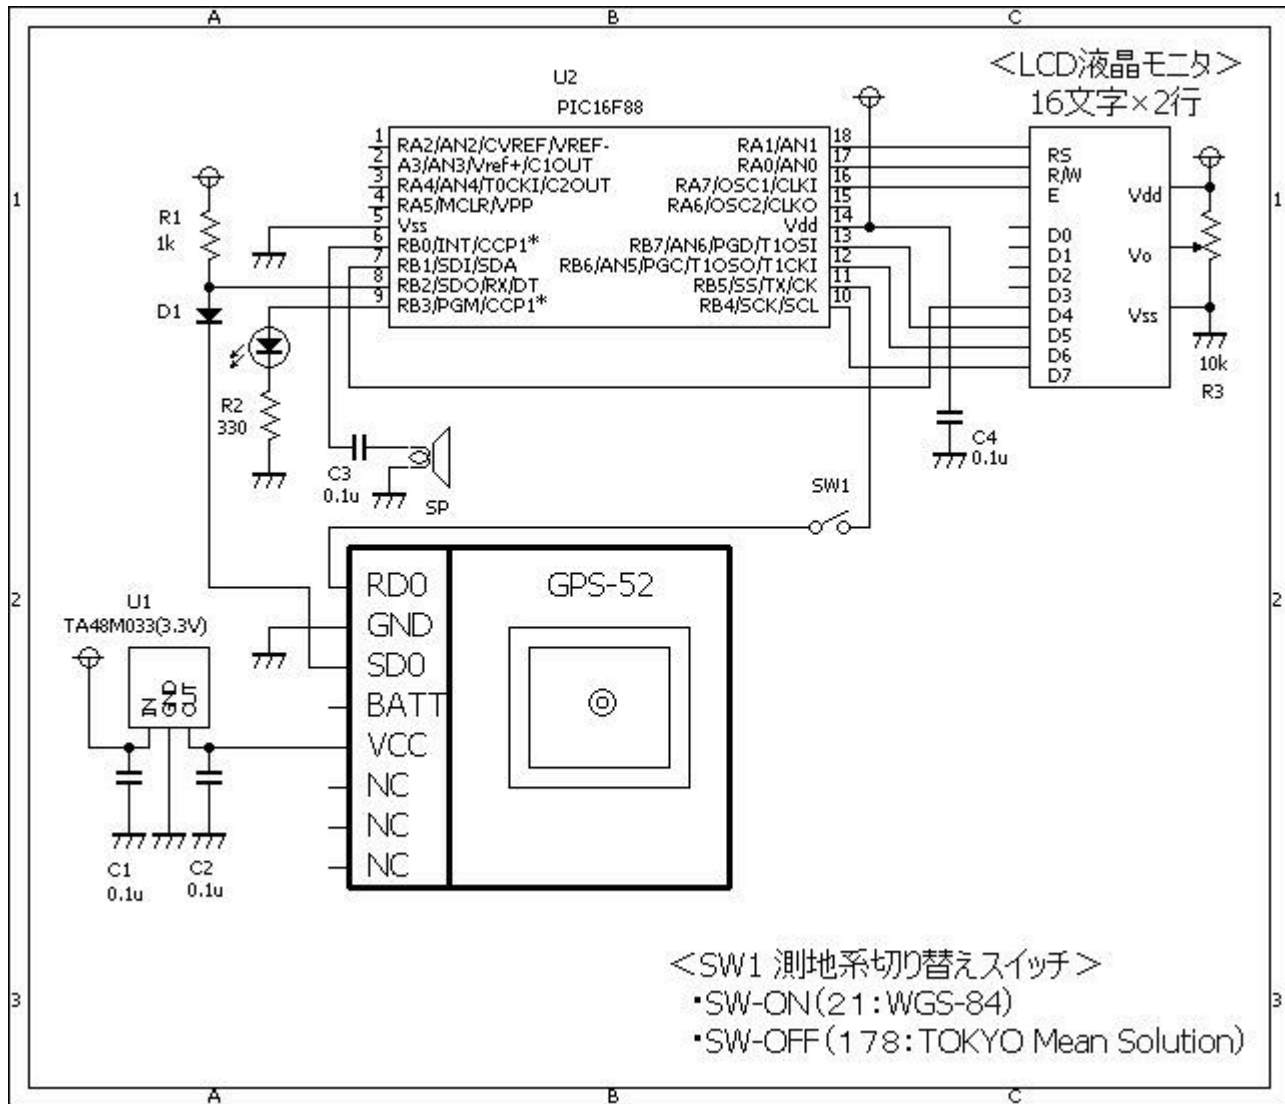 A B C
1
2
3
1
2
3
A B C
U2
PIC16F88
1
2
3
4
5
6
7
8
9
RA2/AN2/CVREF/VREF-
A3/AN3/Vref+/C1OUT
RA4/AN4/T0CKI/C2OUT
RA5/MCLR/VPP
Vss
RB0/INT/CCP1*
RB1/SDI/SDA
RB2/SDO/RX/DT
RB3/PGM/CCP1*
RA1/AN1
RA0/AN0
RA7/OSC1/CLKI
RA6/OSC2/CLKO
Vdd
RB7/AN6/PGD/T1OSI
RB6/AN5/PGC/T1OSO/T1CKI
RB5/SS/TX/CK
RB4/SCK/SCL
18
17
16
15
14
13
12
11
10
<LCD液晶モニタ>
16文字×2行
RS
R/W
E
D0
D1
D2
D3
D4
D5
D6
D7
Vdd
Vo
Vss
10k
R3
R1
1k
D1
R2
330
C3
0.1u
SP
C4
0.1u
SW1
U1
TA48M033(3.3V)
IN
GND
OUT
C1
0.1u
C2
0.1u
GPS-52
RD0
GND
SD0
BATT
VCC
NC
NC
NC
<SW1 測地系切り替えスイッチ>
・SW-ON(21:WGS-84)
・SW-OFF(178:TOKYO Mean Solution)